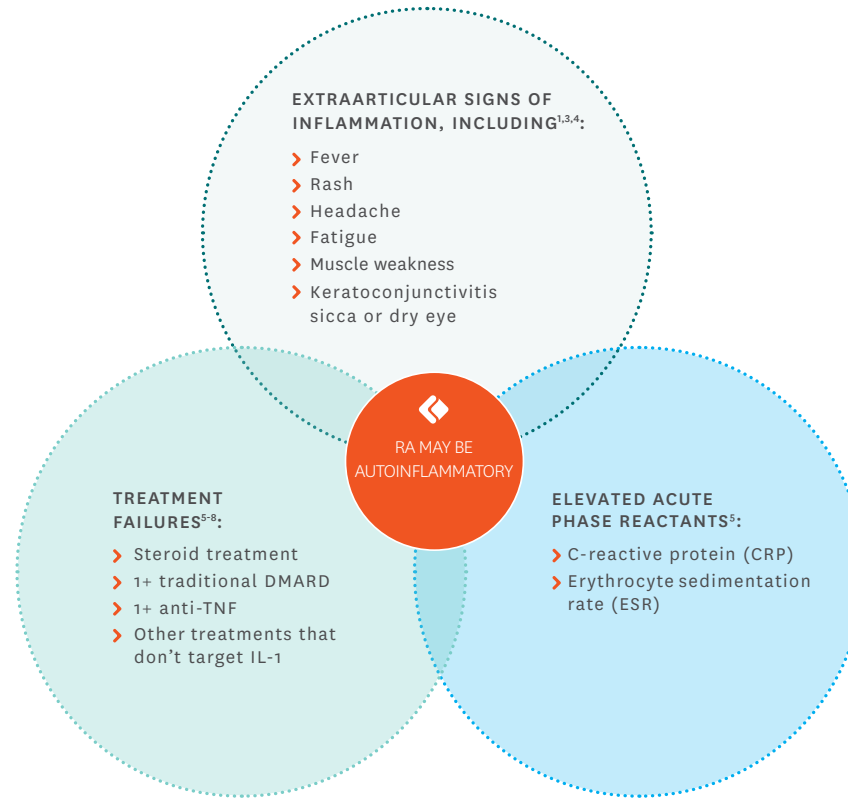 EXTRAARTICULAR SIGNS OF
INFLAMMATION, INCLUDING1,3,4:
Fever
Rash
Headache
Fatigue
Muscle weakness
Keratoconjunctivitis
sicca or dry eye
RA MAY BE
AUTOINFLAMMATORY
TREATMENT
FAILURES5-8:
Steroid treatment
1+ traditional DMARD
1+ anti-TNF
Other treatments that
don’t target IL-1
ELEVATED ACUTE
PHASE REACTANTS5:
C-reactive protein (CRP)
Erythrocyte sedimentation
rate (ESR)